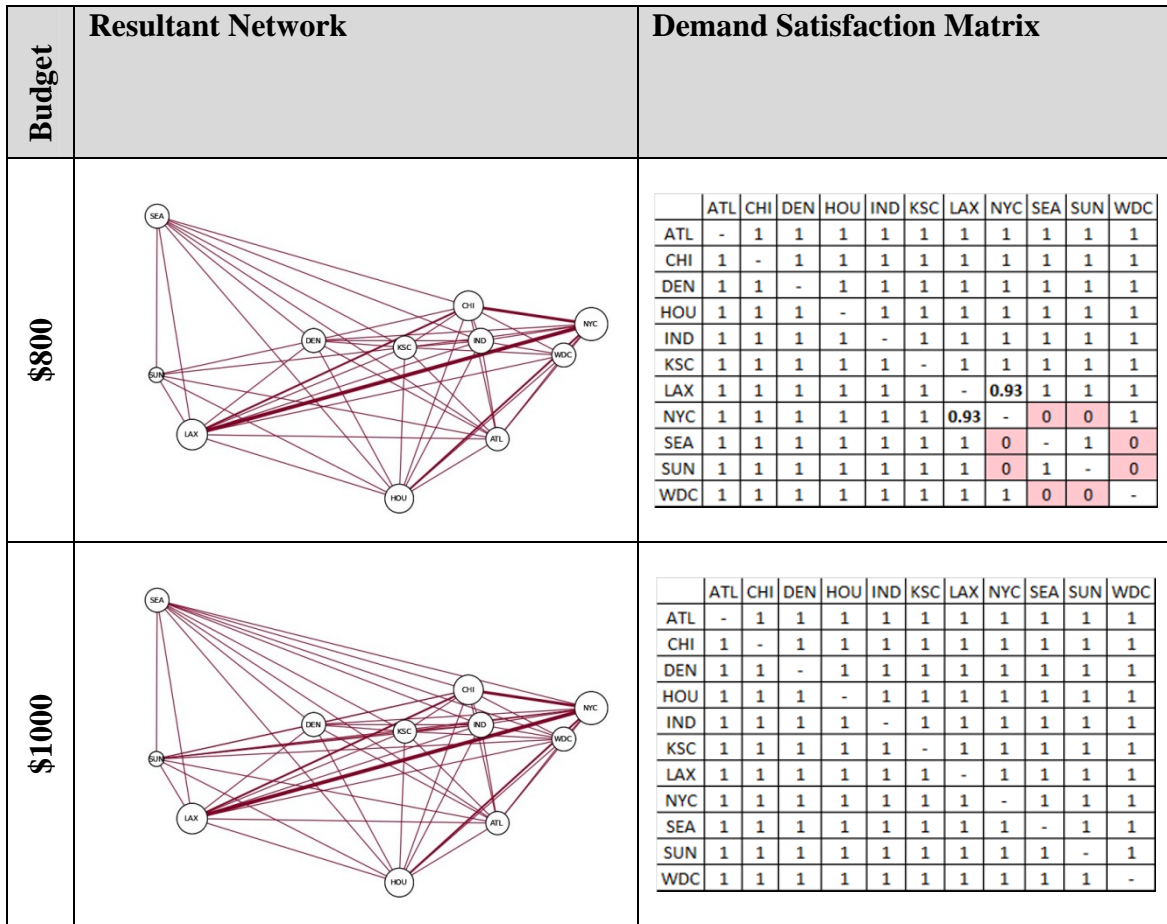 Budget
Resultant Network
Demand Satisfaction Matrix
$800
SEA
CHI
NYC
DEN
KSC
IND
WDC
SUN
LAX
ATL
HOU
ATL CHI DEN HOU IND KSC LAX NYC SEA SUN WDC
ATL - 1 1 1 1 1 1 1 1 1 1
CHI 1 - 1 1 1 1 1 1 1 1 1
DEN 1 1 - 1 1 1 1 1 1 1 1
HOU 1 1 1 - 1 1 1 1 1 1 1
IND 1 1 1 1 - 1 1 1 1 1 1
KSC 1 1 1 1 1 - 1 1 1 1 1
LAX 1 1 1 1 1 1 - 0.93 1 1 1
NYC 1 1 1 1 1 1 0.93 - 0 0 1
SEA 1 1 1 1 1 1 1 0 - 1 0
SUN 1 1 1 1 1 1 1 0 1 - 0
WDC 1 1 1 1 1 1 1 1 0 0 -
$1000
SEA
CHI
NYC
DEN
KSC
IND
WDC
SUN
LAX
ATL
HOU
ATL CHI DEN HOU IND KSC LAX NYC SEA SUN WDC
ATL - 1 1 1 1 1 1 1 1 1 1
CHI 1 - 1 1 1 1 1 1 1 1 1
DEN 1 1 - 1 1 1 1 1 1 1 1
HOU 1 1 1 - 1 1 1 1 1 1 1
IND 1 1 1 1 - 1 1 1 1 1 1
KSC 1 1 1 1 1 - 1 1 1 1 1
LAX 1 1 1 1 1 1 - 1 1 1 1
NYC 1 1 1 1 1 1 1 - 1 1 1
SEA 1 1 1 1 1 1 1 1 - 1 1
SUN 1 1 1 1 1 1 1 1 1 - 1
WDC 1 1 1 1 1 1 1 1 1 1 -